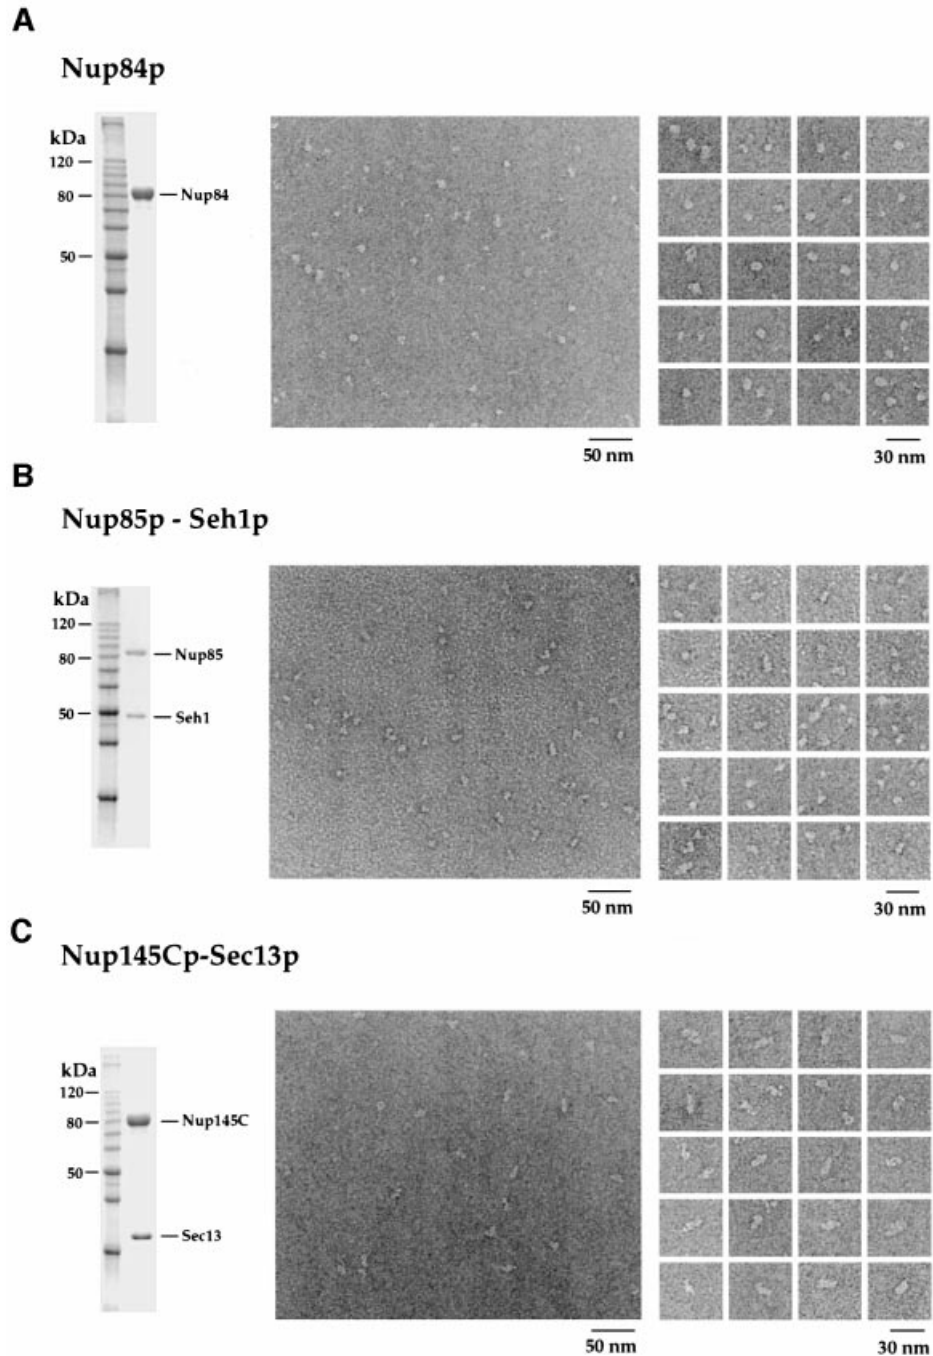 A
Nup84p
kDa
120
80
Nup84
50
50 nm
30 nm
B
Nup85p - Seh1p
kDa
120
80
Nup85
50
Seh1
50 nm
30 nm
C
Nup145Cp-Sec13p
kDa
120
80
Nup145C
50
Sec13
50 nm
30 nm